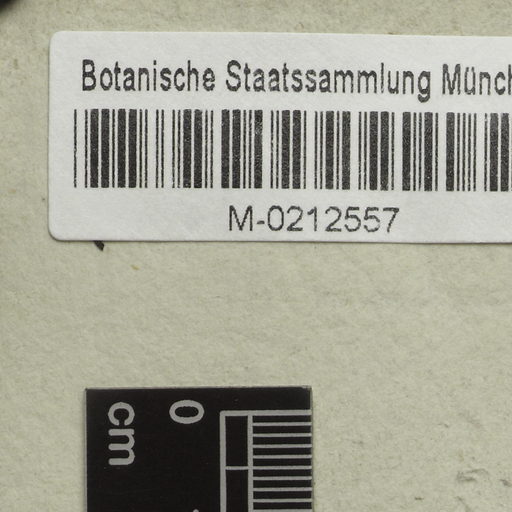 Botanische Staatssammlung Münch
M-0212557
cm
0